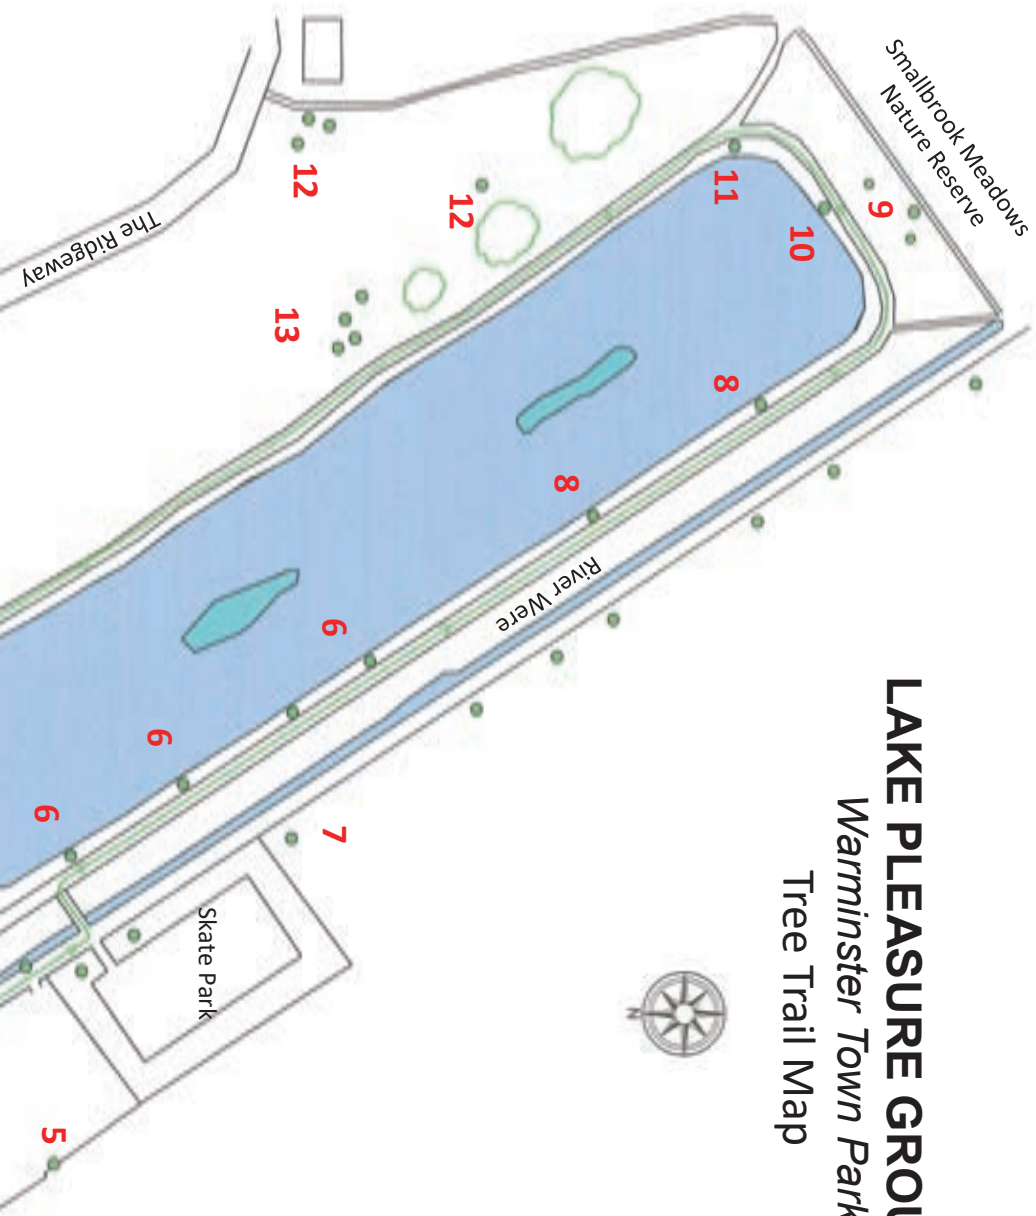 LAKE PLEASURE GROU
Warminster Town Park
Tree Trail Map
Smallbrook Meadows
Nature Reserve
9
10
11
8
N
8
River Were
12
6
7
12
13
Skate Park
6
The Ridgeway
6
5